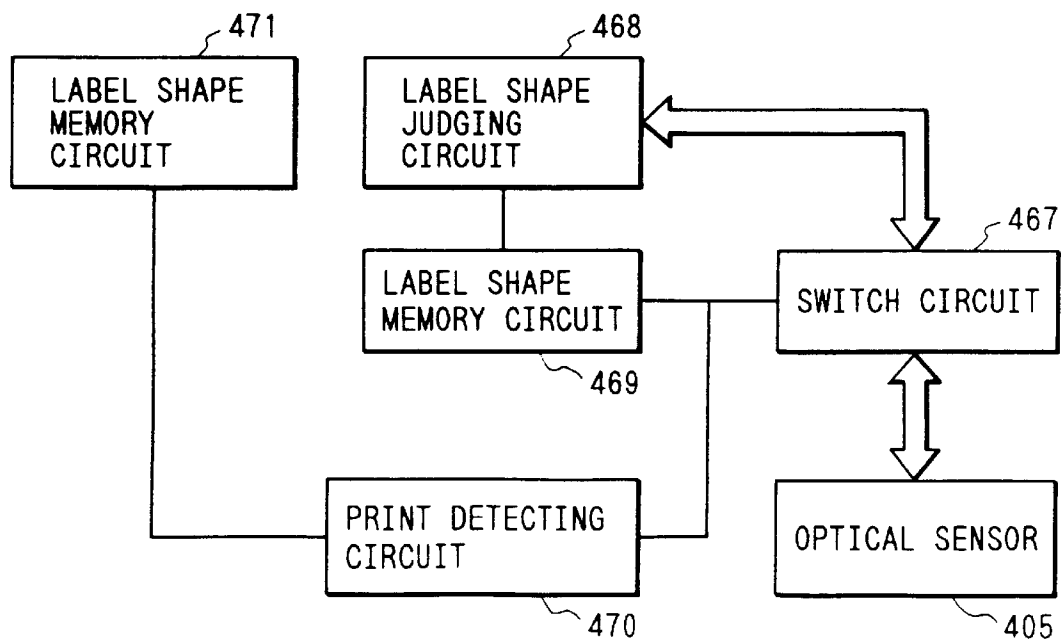 471
LABEL SHAPE
MEMORY
CIRCUIT
468
LABEL SHAPE
JUDGING
CIRCUIT
467
SWITCH CIRCUIT
LABEL SHAPE
MEMORY CIRCUIT
469
PRINT DETECTING
CIRCUIT
470
OPTICAL SENSOR
405